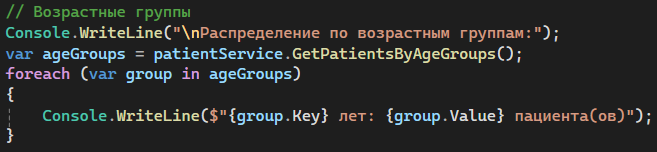 // Возрастные группы
Console.WriteLine("\nРаспределение по возрастным группам:");
var ageGroups = patientService.GetPatientsByAgeGroups();
foreach (var group in ageGroups)
{
    Console.WriteLine($"{group.Key} лет: {group.Value} пациента(ов)");
}